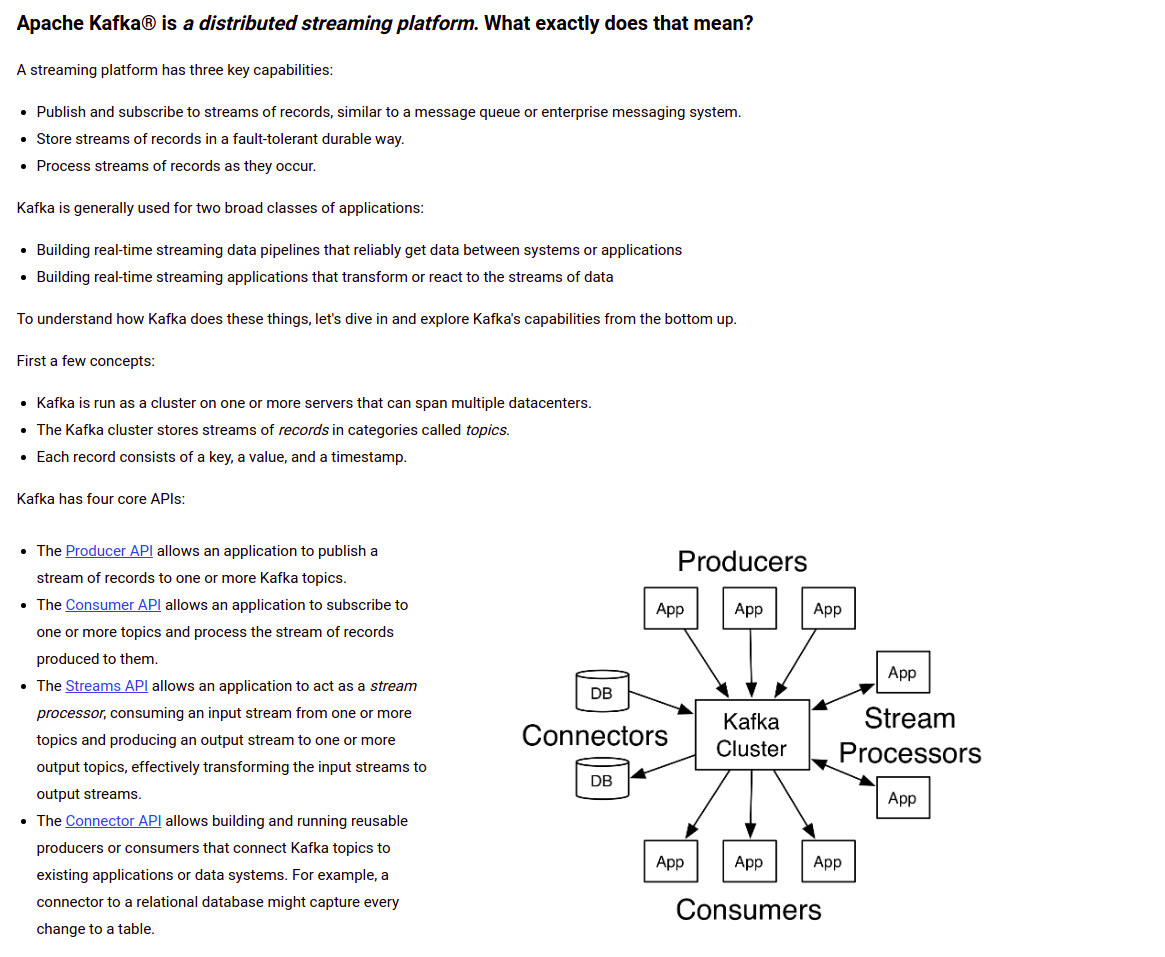 Apache Kafka® is a distributed streaming platform. What exactly does that mean?
A streaming platform has three key capabilities:
• Publish and subscribe to streams of records, similar to a message queue or enterprise messaging system.
• Store streams of records in a fault-tolerant durable way.
• Process streams of records as they occur.
Kafka is generally used for two broad classes of applications:
• Building real-time streaming data pipelines that reliably get data between systems or applications
• Building real-time streaming applications that transform or react to the streams of data
To understand how Kafka does these things, let's dive in and explore Kafka's capabilities from the bottom up.
First a few concepts:
• Kafka is run as a cluster on one or more servers that can span multiple datacenters.
• The Kafka cluster stores streams of records in categories called topics.
• Each record consists of a key, a value, and a timestamp.
Kafka has four core APIs:
• The Producer API allows an application to publish a
stream of records to one or more Kafka topics.
• The Consumer API allows an application to subscribe to
one or more topics and process the stream of records
produced to them.
• The Streams API allows an application to act as a stream
processor, consuming an input stream from one or more
topics and producing an output stream to one or more
output topics, effectively transforming the input streams to
output streams.
• The Connector API allows building and running reusable
producers or consumers that connect Kafka topics to
existing applications or data systems. For example, a
connector to a relational database might capture every
change to a table.
Producers
App App App
App
DB
Kafka
Cluster
Connectors
Stream
Processors
DB
App
App App App
Consumers